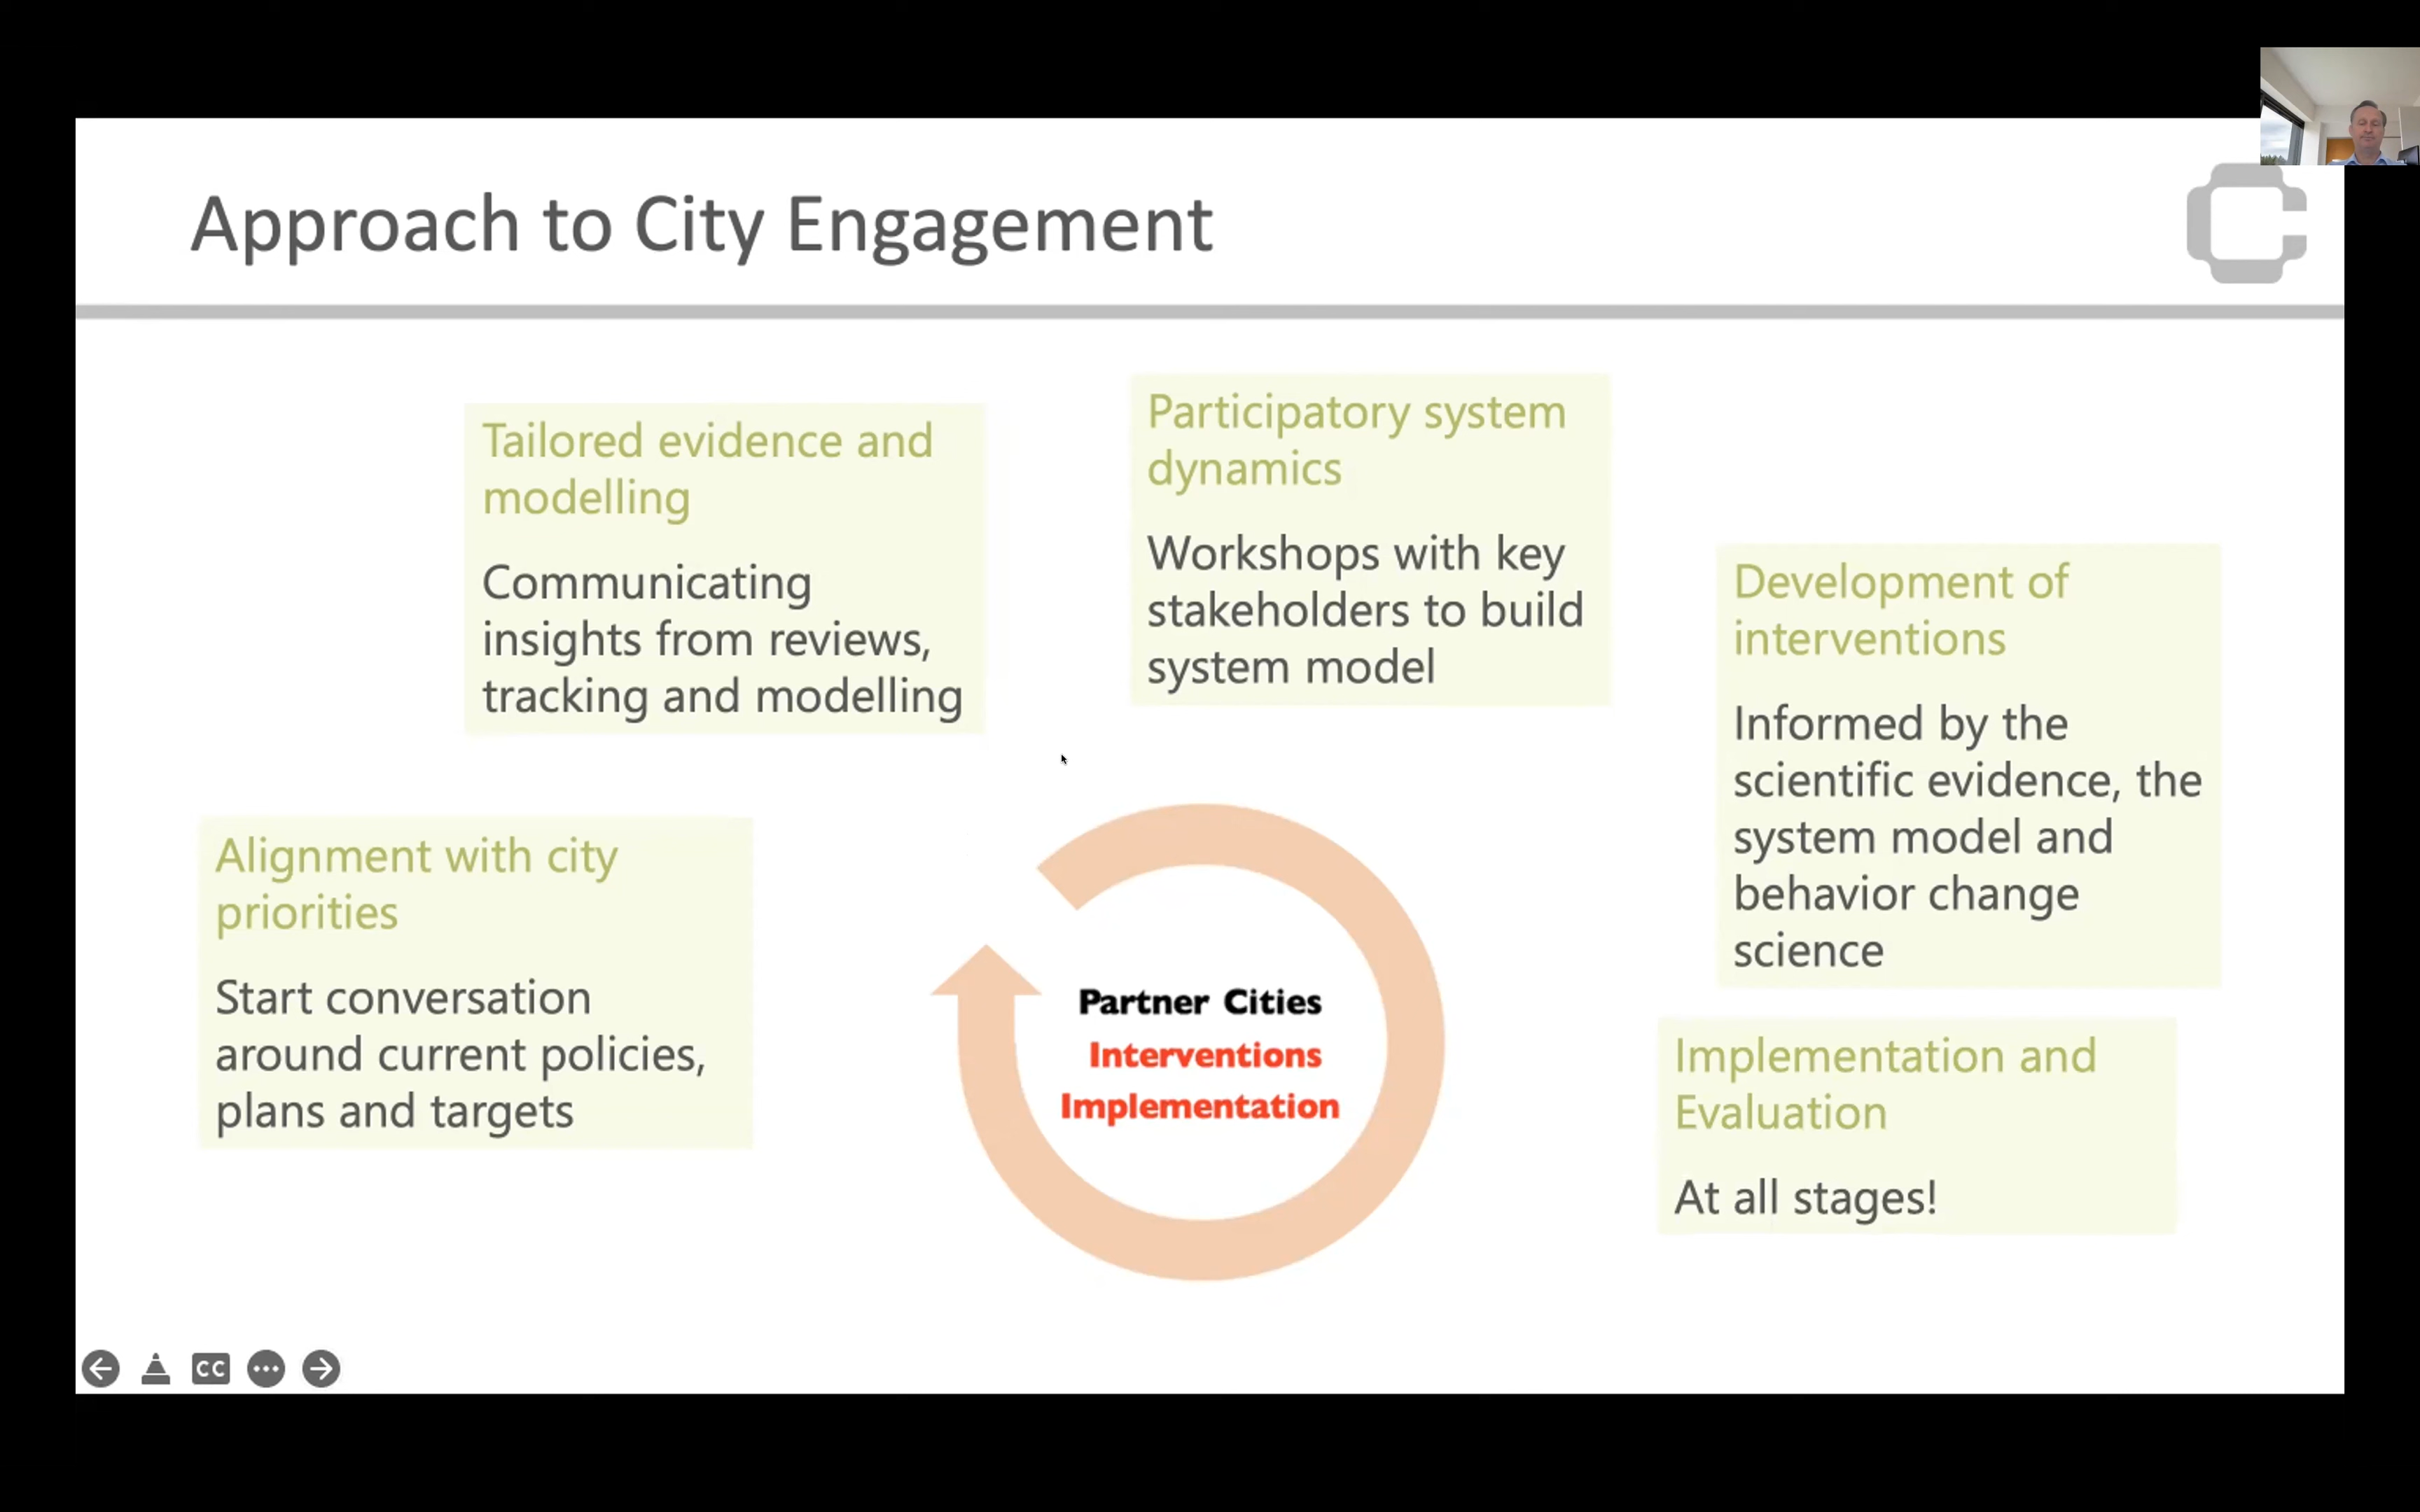 Approach to City Engagement
Tailored evidence and
modelling
Communicating
insights from reviews,
tracking and modelling
Participatory system
dynamics
Workshops with key
stakeholders to build
system model
Development of
interventions
Informed by the
scientific evidence, the
system model and
behavior change
science
Alignment with city
priorities
Start conversation
around current policies,
plans and targets
Partner Cities
Interventions
Implementation
Implementation and
Evaluation
At all stages!
CC